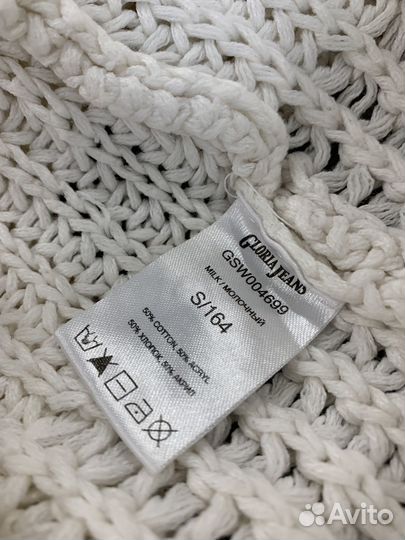 GLORIA JEANS
GSW004699
MILK / МОЛОЧНЫЙ
S/164
50% COTTON, 50% ACRYL
50% ХЛОПОК, 50% АКРИЛ
Avito